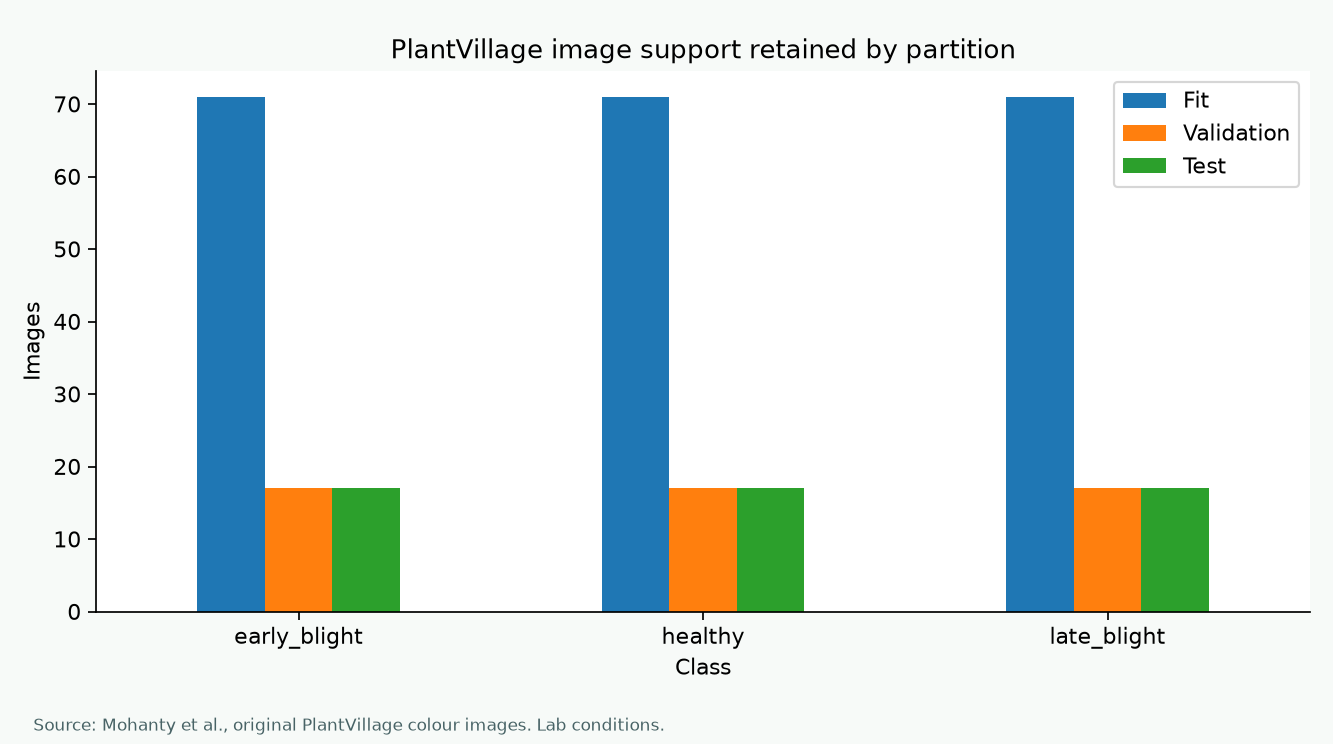 PlantVillage image support retained by partition
Fit
Validation
Test
70
60
50
40
30
20
10
0
Images
early_blight
healthy
late_blight
Class
Source: Mohanty et al., original PlantVillage colour images. Lab conditions.